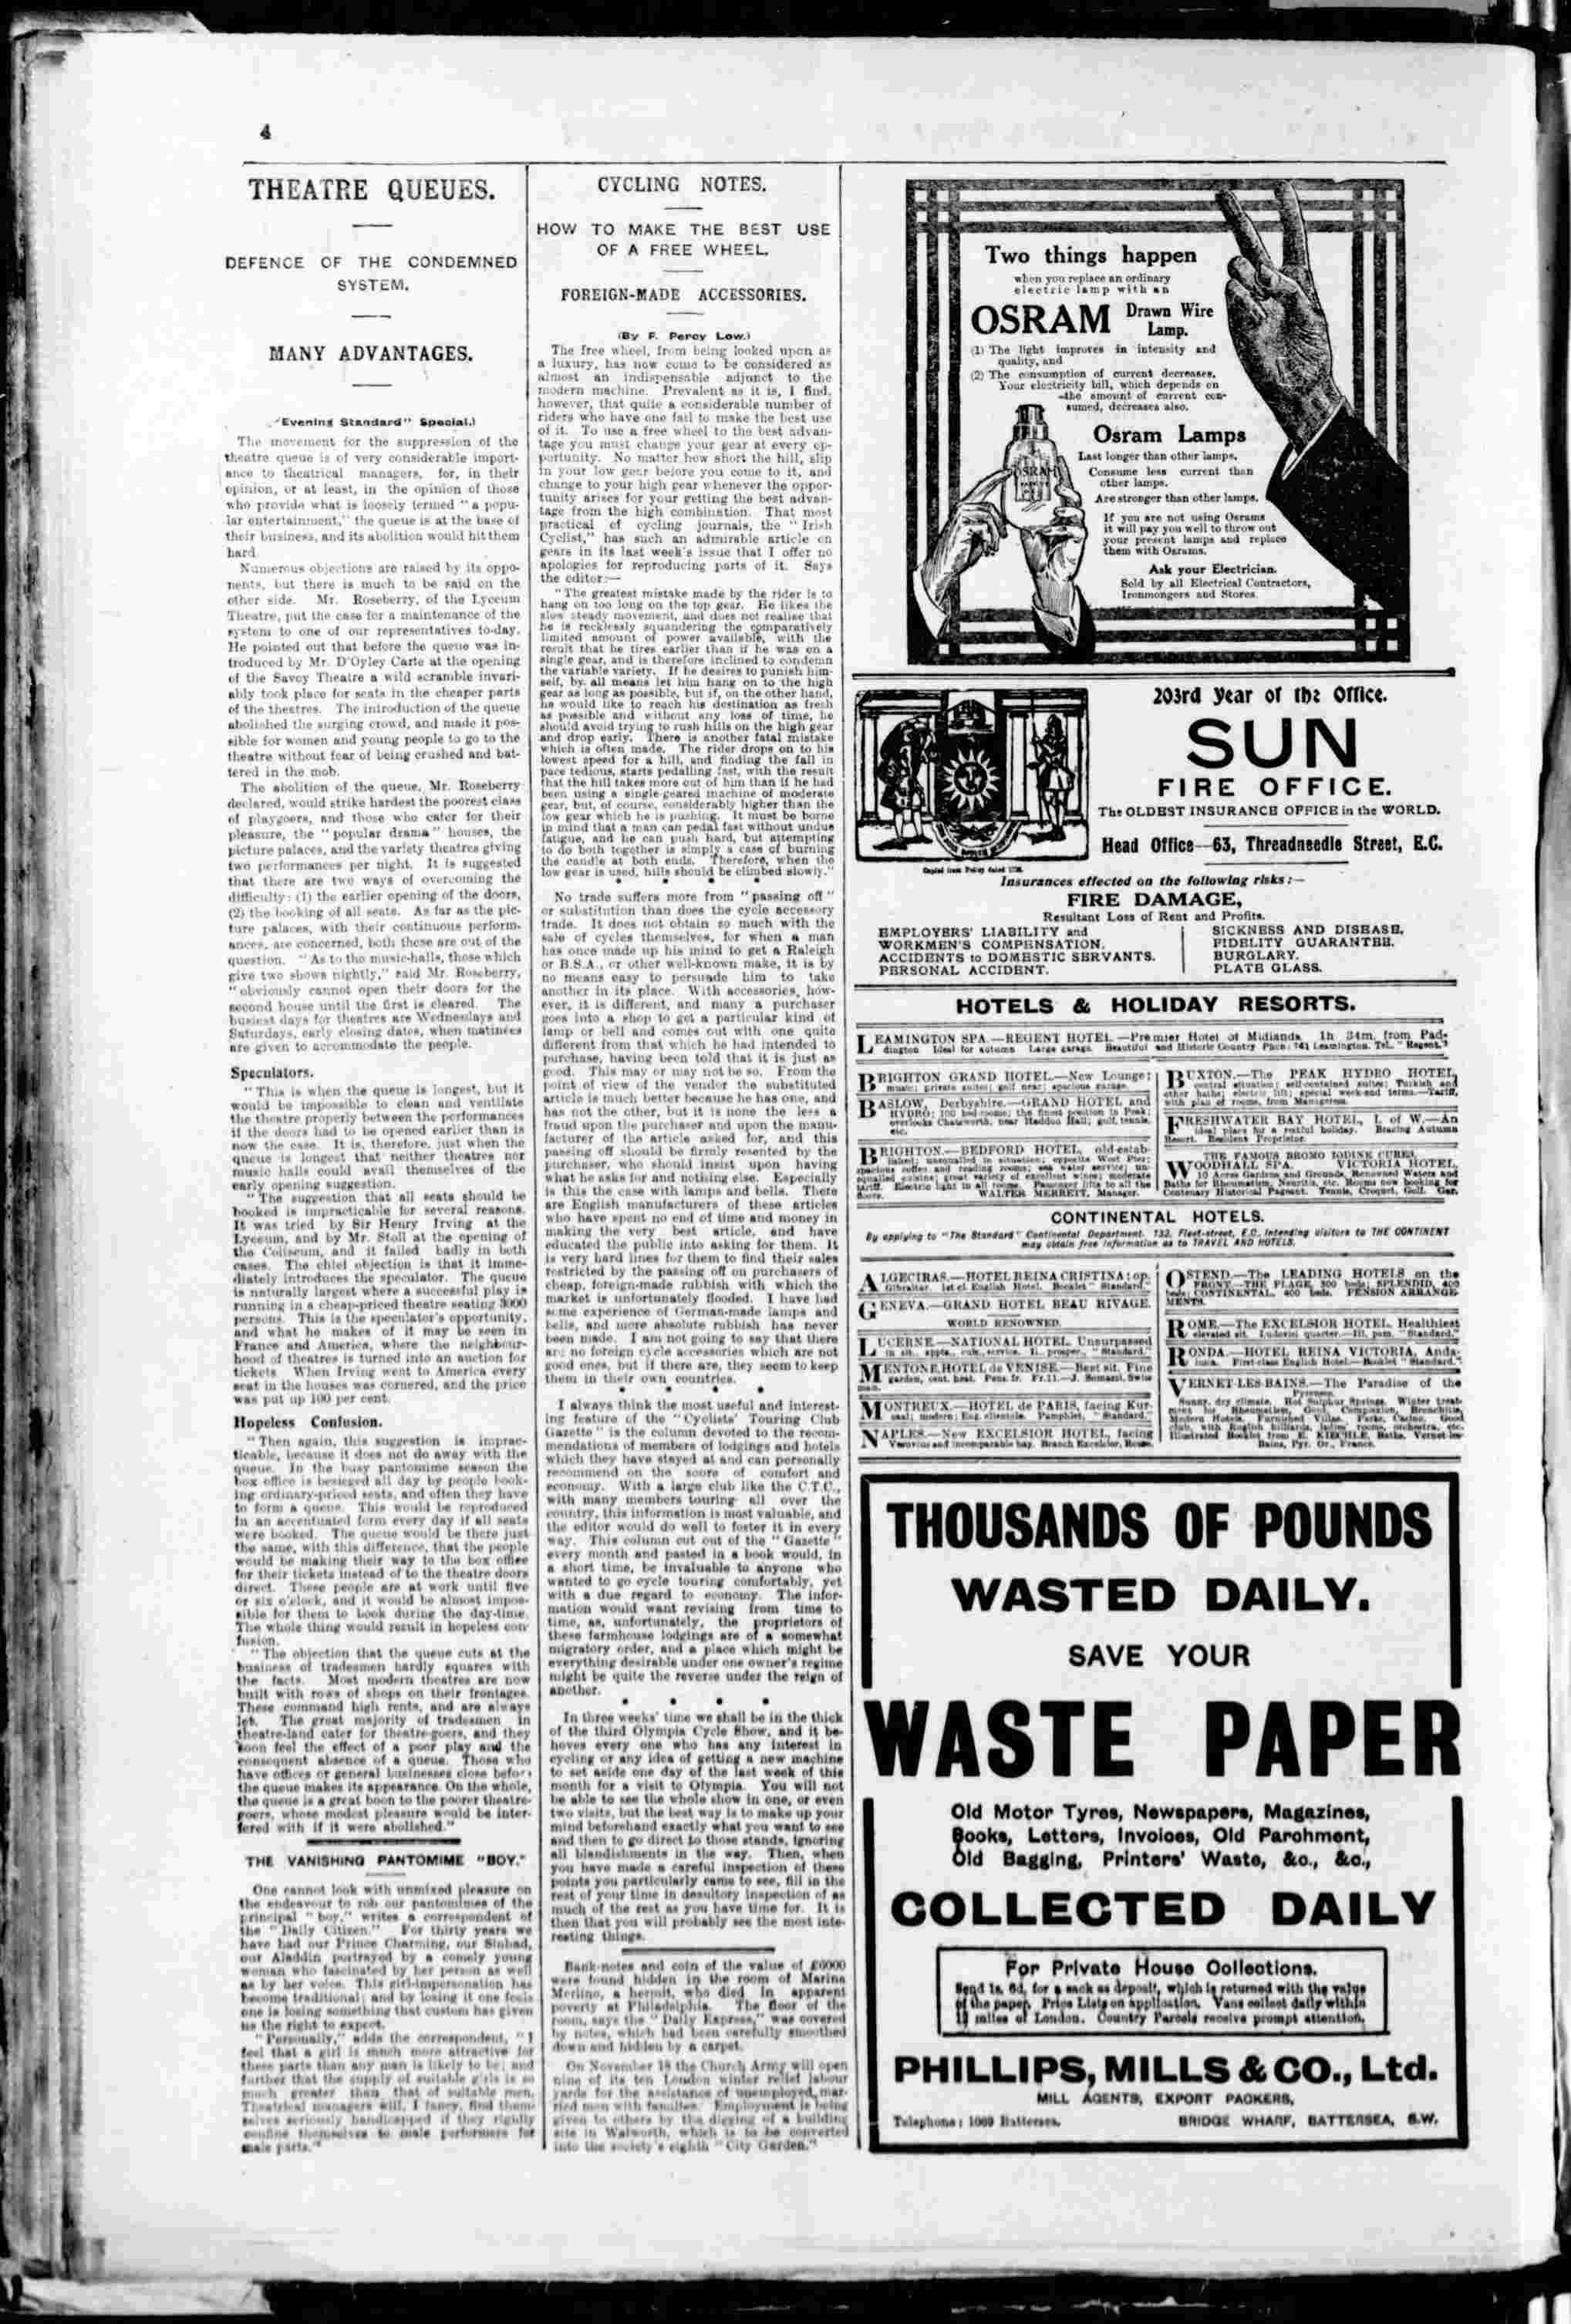 4
THEATRE QUEUES.
DEFENCE OF THE CONDEMNED
SYSTEM.
MANY ADVANTAGES.
"Evening Standard" Special.)
The movement for the suppression of the
theatre queue is of very considerable import-
ance to theatrical managers, for, in their
opinion, or at least, in the opinion of those
who provide what is loosely termed "a popu-
lar entertainment," the queue is at the base of
their business, and its abolition would hit them
hard.
Numerous objections are raised by its oppo-
nents, but there is much to be said on the
other side. Mr. Roseberry, of the Lyceum
Theatre, put the case for a maintenance of the
system to one of our representatives to-day.
He pointed out that before the queue was in-
troduced by Mr. D'Oyley Carte at the opening
of the Savoy Theatre a wild scramble invari-
ably took place for seats in the cheaper parts
of the theatres. The introduction of the queue
abolished the surging crowd, and made it pos-
sible for women and young people to go to the
theatre without fear of being crushed and bat-
tered in the mob.
The abolition of the queue, Mr. Roseberry
declared, would strike hardest the poorest class
of playgoers, and those who cater for their
pleasure, the "popular drama" houses, the
picture palaces, and the variety theatres giving
two performances per night. It is suggested
that there are two ways of overcoming the
difficulty: (1) the earlier opening of the doors,
(2) the booking of all seats. As far as the pic-
ture palaces, with their continuous perform-
ances, are concerned, both these are out of the
question. "As to the music-halls, those which
give two shows nightly," said Mr. Roseberry,
"obviously cannot open their doors for the
second house until the first is cleared. The
busiest days for theatres are Wednesdays and
Saturdays, early closing dates, when matinees
are given to accommodate the people.
Speculators.
"This is when the queue is longest, but it
would be impossible to clean and ventilate
the theatre properly between the performances
if the doors had to be opened earlier than is
now the case. It is, therefore, just when the
queue is longest that neither theatres nor
music halls could avail themselves of the
early opening suggestion.
"The suggestion that all seats should be
booked is impracticable for several reasons.
It was tried by Sir Henry Irving at the
Lyceum, and by Mr. Stoll at the opening of
the Coliseum, and it failed badly in both
cases. The chief objection is that it imme-
diately introduces the speculator. The queue
is naturally largest where a successful play is
running in a cheap-priced theatre seating 3000
persons. This is the speculator's opportunity,
and what he makes of it may be seen in
France and America, where the neighbour-
hood of theatres is turned into an auction for
tickets. When Irving went to America every
seat in the houses was cornered, and the price
was put up 100 per cent.
Hopeless Confusion.
"Then again, this suggestion is imprac-
ticable, because it does not do away with the
queue. In the busy pantomime season the
box office is besieged all day by people book-
ing ordinary-priced seats, and often they have
to form a queue. This would be reproduced
in an accentuated form every day if all seats
were booked. The queue would be there just
the same, with this difference, that the people
would be making their way to the box office
for their tickets instead of to the theatre doors
direct. These people are at work until five
or six o'clock, and it would be almost impos-
sible for them to book during the day-time.
The whole thing would result in hopeless con-
fusion.
"The objection that the queue cuts at the
business of tradesmen hardly squares with
the facts. Most modern theatres are now
built with rows of shops on their frontages.
These command high rents, and are always
let. The great majority of tradesmen in
theatre-land cater for theatre-goers, and they
soon feel the effect of a poor play and the
consequent absence of a queue. Those who
have offices or general businesses close before
the queue makes its appearance. On the whole,
the queue is a great boon to the poorer theatre-
goers, whose modest pleasure would be inter-
fered with if it were abolished."
THE VANISHING PANTOMIME "BOY."
One cannot look with unmixed pleasure on
the endeavour to rob our pantomimes of the
principal "boy," writes a correspondent of
the "Daily Citizen." For thirty years we
have had our Prince Charming, our Sinbad,
our Aladdin portrayed by a comely young
woman who fascinated by her person as well
as by her voice. This girl-impersonation has
become traditional; and by losing it one feels
one is losing something that custom has given
us the right to expect.
"Personally," adds the correspondent, "I
feel that a girl is much more attractive for
these parts than any man is likely to be; and
further that the supply of suitable girls is so
much greater than that of suitable men.
Theatrical managers will, I fancy, find them-
selves seriously handicapped if they rigidly
confine themselves to male performers for
male parts."
CYCLING NOTES.
HOW TO MAKE THE BEST USE
OF A FREE WHEEL.
FOREIGN-MADE ACCESSORIES.
(By F. Percy Low.)
The free wheel, from being looked upon as
a luxury, has now come to be considered as
almost an indispensable adjunct to the
modern machine. Prevalent as it is, I find,
however, that quite a considerable number of
riders who have one fail to make the best use
of it. To use a free wheel to the best advan-
tage you must change your gear at every op-
portunity. No matter how short the hill, slip
in your low gear before you come to it, and
change to your high gear whenever the oppor-
tunity arises for your getting the best advan-
tage from the high combination. That most
practical of cycling journals, the "Irish
Cyclist," has such an admirable article on
gears in its last week's issue that I offer no
apologies for reproducing parts of it. Says
the editor:—
"The greatest mistake made by the rider is to
hang on too long on the top gear. He likes the
slow steady movement, and does not realise that
he is recklessly squandering the comparatively
limited amount of power available, with the
result that he tires earlier than if he was on a
single gear, and is therefore inclined to condemn
the variable variety. If he desires to punish him-
self, by all means let him hang on to the high
gear as long as possible, but if, on the other hand,
he would like to reach his destination as fresh
as possible and without any loss of time, he
should avoid trying to rush hills on the high gear
and drop early. There is another fatal mistake
which is often made. The rider drops on to his
lowest speed for a hill, and finding the fall in
pace tedious, starts pedalling fast, with the result
that the hill takes more out of him than if he had
been using a single-geared machine of moderate
gear, but, of course, considerably higher than the
low gear which he is pushing. It must be borne
in mind that a man can pedal fast without undue
fatigue, and he can push hard, but attempting
to do both together is simply a case of burning
the candle at both ends. Therefore, when the
low gear is used, hills should be climbed slowly."
No trade suffers more from "passing off"
or substitution than does the cycle accessory
trade. It does not obtain so much with the
sale of cycles themselves, for when a man
has once made up his mind to get a Raleigh
or B.S.A., or other well-known make, it is by
no means easy to persuade him to take
another in its place. With accessories, how-
ever, it is different, and many a purchaser
goes into a shop to get a particular kind of
lamp or bell and comes out with one quite
different from that which he had intended to
purchase, having been told that it is just as
good. This may or may not be so. From the
point of view of the vendor the substituted
article is much better because he has one, and
has not the other, but it is none the less a
fraud upon the purchaser and upon the manu-
facturer of the article asked for, and this
passing off should be firmly resented by the
purchaser, who should insist upon having
what he asks for and nothing else. Especially
is this the case with lamps and bells. There
are English manufacturers of these articles
who have spent no end of time and money in
making the very best article, and have
educated the public into asking for them. It
is very hard lines for them to find their sales
restricted by the passing off on purchasers of
cheap, foreign-made rubbish with which the
market is unfortunately flooded. I have had
some experience of German-made lamps and
bells, and more absolute rubbish has never
been made. I am not going to say that there
are no foreign cycle accessories which are not
good ones, but if there are, they seem to keep
them in their own countries.
I always think the most useful and interest-
ing feature of the "Cyclists' Touring Club
Gazette" is the column devoted to the recom-
mendations of members of lodgings and hotels
which they have stayed at and can personally
recommend on the score of comfort and
economy. With a large club like the C.T.C.,
with many members touring all over the
country, this information is most valuable, and
the editor would do well to foster it in every
way. This column cut out of the "Gazette"
every month and pasted in a book would, in
a short time, be invaluable to anyone who
wanted to go cycle touring comfortably, yet
with a due regard to economy. The infor-
mation would want revising from time to
time, as, unfortunately, the proprietors of
these farmhouse lodgings are of a somewhat
migratory order, and a place which might be
everything desirable under one owner's regime
might be quite the reverse under the reign of
another.
In three weeks' time we shall be in the thick
of the third Olympia Cycle Show, and it be-
hoves every one who has any interest in
cycling or any idea of getting a new machine
to set aside one day of the last week of this
month for a visit to Olympia. You will not
be able to see the whole show in one, or even
two visits, but the best way is to make up your
mind beforehand exactly what you want to see
and then to go direct to those stands, ignoring
all blandishments in the way. Then, when
you have made a careful inspection of these
points you particularly came to see, fill in the
rest of your time in desultory inspection of as
much of the rest as you have time for. It is
then that you will probably see the most inte-
resting things.
Bank-notes and coin of the value of £6000
were found hidden in the room of Marina
Merlino, a hermit, who died in apparent
poverty at Philadelphia. The floor of the
room, says the "Daily Express," was covered
by notes, which had been carefully smoothed
down and hidden by a carpet.
On November 18 the Church Army will open
nine of its ten London winter relief labour
yards for the assistance of unemployed, mar-
ried men with families. Employment is being
given to others by the digging of a building
site in Walworth, which is to be converted
into the society's eighth "City Garden."
Two things happen
when you replace an ordinary
electric lamp with an
OSRAM Drawn Wire
Lamp.
(1) The light improves in intensity and
quality, and
(2) The consumption of current decreases.
Your electricity bill, which depends on
the amount of current con-
sumed, decreases also.
OSRAM
Osram Lamps
Last longer than other lamps.
Consume less current than
other lamps.
Are stronger than other lamps.
If you are not using Osrams
it will pay you well to throw out
your present lamps and replace
them with Osrams.
Ask your Electrician.
Sold by all Electrical Contractors,
Ironmongers and Stores.
203rd Year of the Office.
SUN
FIRE OFFICE.
The OLDEST INSURANCE OFFICE in the WORLD.
Head Office—63, Threadneedle Street, E.C.
Insurances effected on the following risks:—
FIRE DAMAGE,
Resultant Loss of Rent and Profits.
EMPLOYERS' LIABILITY and
WORKMEN'S COMPENSATION.
ACCIDENTS to DOMESTIC SERVANTS.
PERSONAL ACCIDENT.
SICKNESS AND DISEASE.
FIDELITY GUARANTEE.
BURGLARY.
PLATE GLASS.
HOTELS & HOLIDAY RESORTS.
LEAMINGTON SPA.—REGENT HOTEL.—Premier Hotel of Midlands. 1h 34m. from Pad-
dington. Ideal for autumn. Large garage. Beautiful and Historic Country. Phone 741 Leamington. Tel. "Regent."
BRIGHTON GRAND HOTEL.—New Lounge;
music; private suites; golf near; spacious garage.
BASLOW, Derbyshire.—GRAND HOTEL and
HYDRO; 100 bed-rooms; the finest position in Peak;
overlooks Chatsworth, near Haddon Hall; golf, tennis,
etc.
BRIGHTON.—BEDFORD HOTEL, old-estab-
lished; unequalled in situation; opposite West Pier;
spacious coffee and reading rooms; sea water service; un-
equalled cuisine; great variety of excellent wines; moderate
tariff. Electric light in all rooms. Passenger lifts to all the
floors. WALTER MERRETT, Manager.
BUXTON.—The PEAK HYDRO HOTEL,
central situation; self-contained suites; Turkish and
other baths; electric lift; special week-end terms.—Tariff,
with plan of rooms, from Manageress.
FRESHWATER BAY HOTEL, I. of W.—An
ideal place for a restful holiday. Bracing Autumn
Resort. Resident Proprietor.
THE FAMOUS BROMO IODINE CURES.
WOODHALL SPA. VICTORIA HOTEL.
10 Acres Gardens and Grounds. Renowned Waters and
Baths for Rheumatism, Neuritis, etc. Rooms now booking for
Centenary Historical Pageant. Tennis, Croquet, Golf. Gar.
CONTINENTAL HOTELS.
By applying to "The Standard" Continental Department, 132, Fleet-street, E.C. intending visitors to THE CONTINENT
may obtain free information as to TRAVEL AND HOTELS.
ALGECIRAS.—HOTEL REINA CRISTINA: op.
Gibraltar. 1st cl. English Hotel. Booklet "Standard."
GENEVA.—GRAND HOTEL BEAU RIVAGE.
WORLD RENOWNED.
LUCERNE.—NATIONAL HOTEL. Unsurpassed
MENTONE.HOTEL de VENISE.—Best sit. Fine
MONTREUX.—HOTEL de PARIS, facing Kur-
saal; modern; Eng. clientele. Pamphlet, "Standard."
NAPLES.—New EXCELSIOR HOTEL, facing
Vesuvius and incomparable bay.
OSTEND.—The LEADING HOTELS on the
FRONT.—THE PLAGE, 300 beds; SPLENDID, 400
beds; CONTINENTAL, 400 beds. PENSION ARRANGE-
MENTS.
ROME.—The EXCELSIOR HOTEL. Healthiest
RONDA.—HOTEL REINA VICTORIA, Anda-
lusia. First-class English Hotel.—Booklet "Standard."
VERNET-LES-BAINS.—The Paradise of the
Pyrenees.
THOUSANDS OF POUNDS
WASTED DAILY.
SAVE YOUR
WASTE PAPER
Old Motor Tyres, Newspapers, Magazines,
Books, Letters, Invoices, Old Parchment,
Old Bagging, Printers' Waste, &c., &c.,
COLLECTED DAILY
For Private House Collections.
Send 1s. 6d. for a sack as deposit, which is returned with the value
of the paper. Price Lists on application. Vans collect daily within
miles of London. Country Parcels receive prompt attention.
PHILLIPS, MILLS & CO., Ltd.
MILL AGENTS, EXPORT PACKERS,
Telephone: 1069 Battersea. BRIDGE WHARF, BATTERSEA, S.W.